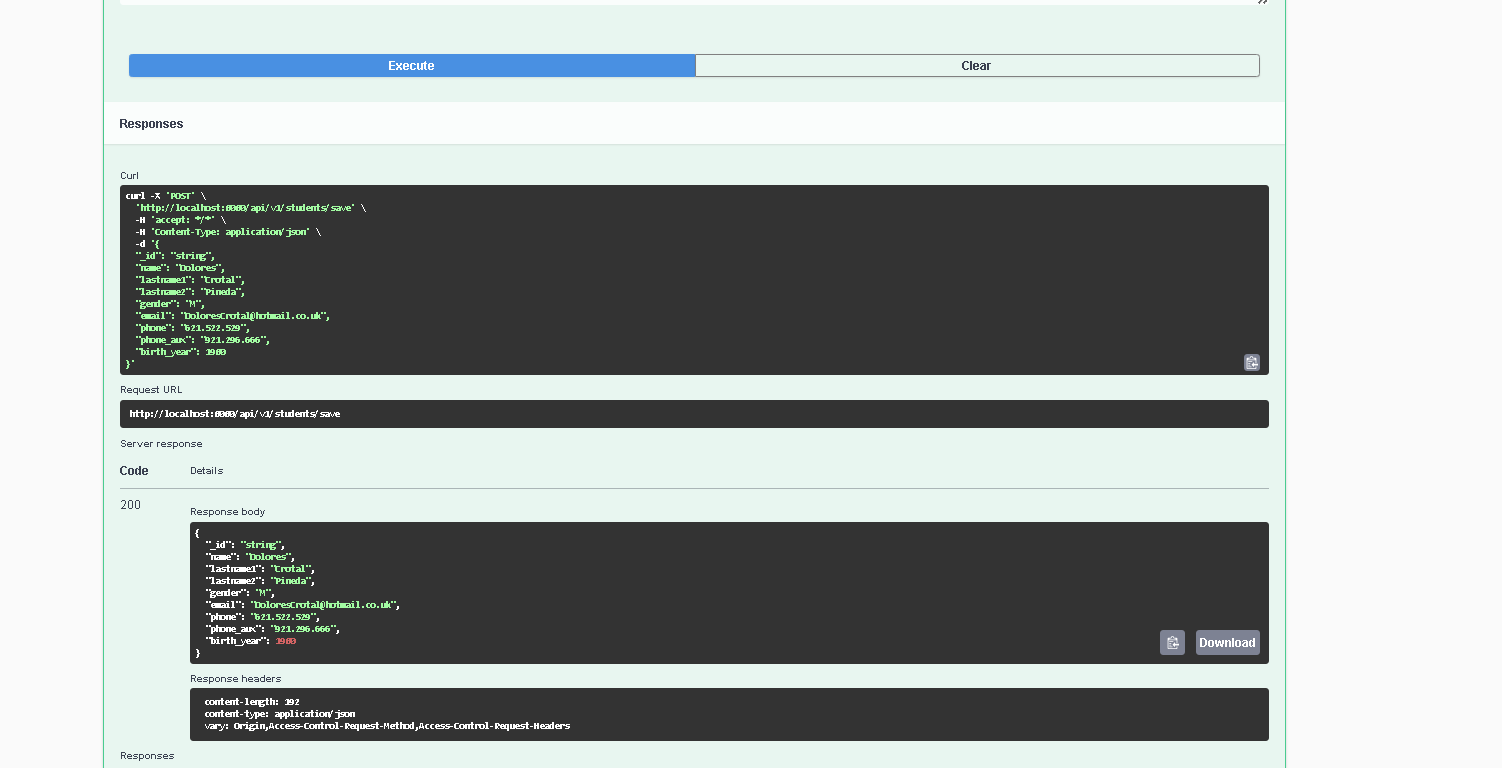 Execute
Clear
Responses
Curl
curl -X 'POST' \
'http://localhost:8080/api/v1/students/save' \
-H 'accept: */*' \
-H 'Content-Type: application/json' \
-d '{
"_id": "string",
"name": "Dolores",
"lastname1": "Crotal",
"lastname2": "Pineda",
"gender": "M",
"email": "DoloresCrotal@hotmail.co.uk",
"phone": "621.522.529",
"phone_aux": "921.296.666",
"birth_year": 1960
}'
Request URL
http://localhost:8080/api/v1/students/save
Server response
Code
Details
200
Response body
{
"_id": "string",
"name": "Dolores",
"lastname1": "Crotal",
"lastname2": "Pineda",
"gender": "M",
"email": "DoloresCrotal@hotmail.co.uk",
"phone": "621.522.529",
"phone_aux": "921.296.666",
"birth_year": 1960
}
Download
Response headers
content-length: 192
content-type: application/json
vary: Origin,Access-Control-Request-Method,Access-Control-Request-Headers
Responses